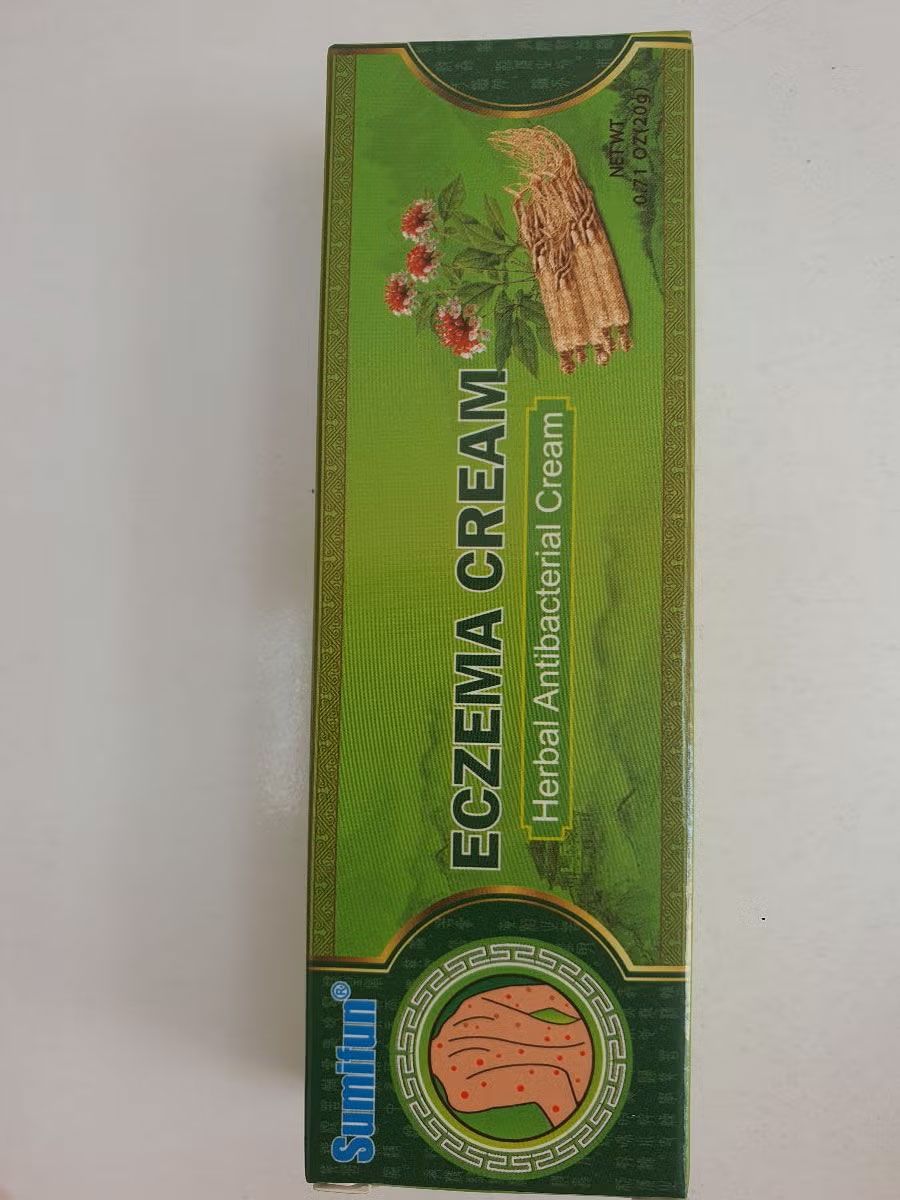 Sumifun®
ECZEMA CREAM
Herbal Antibacterial Cream
NET WT
0.71 OZ(20g)